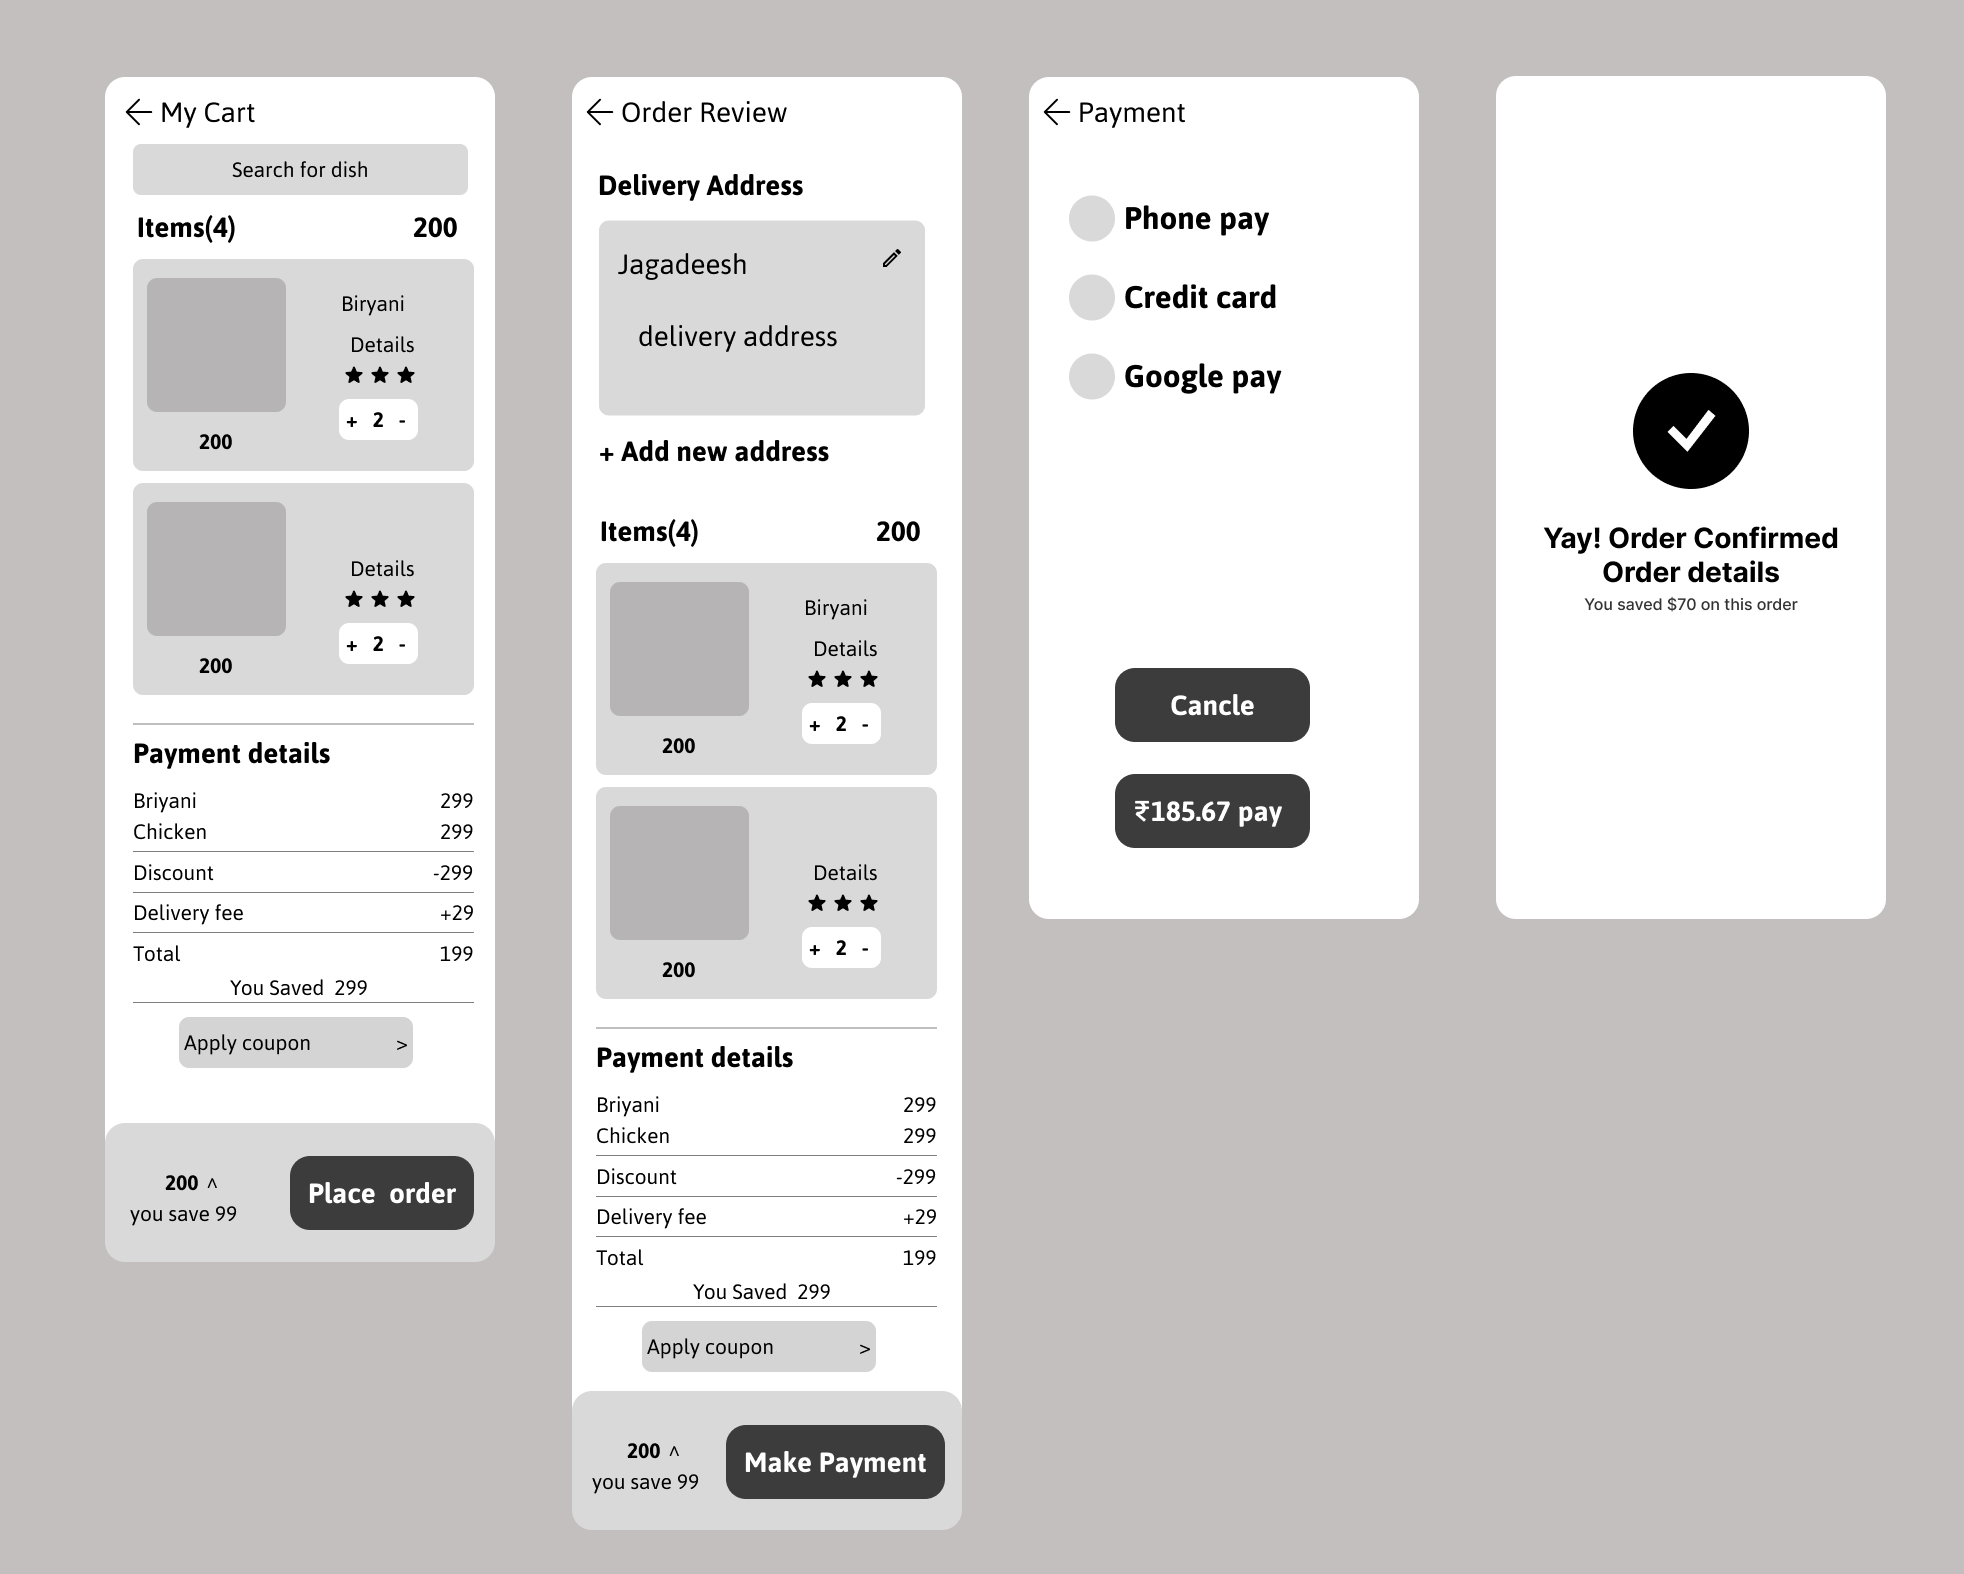 My Cart
Search for dish
Items(4) 200
Biryani
Details
+ 2 -
200
Details
+ 2 -
200
Payment details
Briyani 299
Chicken 299
Discount -299
Delivery fee +29
Total 199
You Saved 299
Apply coupon >
200 ^
you save 99
Place order
Order Review
Delivery Address
Jagadeesh
delivery address
+ Add new address
Items(4) 200
Biryani
Details
+ 2 -
200
Details
+ 2 -
200
Payment details
Briyani 299
Chicken 299
Discount -299
Delivery fee +29
Total 199
You Saved 299
Apply coupon >
200 ^
you save 99
Make Payment
Payment
Phone pay
Credit card
Google pay
Cancle
₹185.67 pay
Yay! Order Confirmed
Order details
You saved $70 on this order